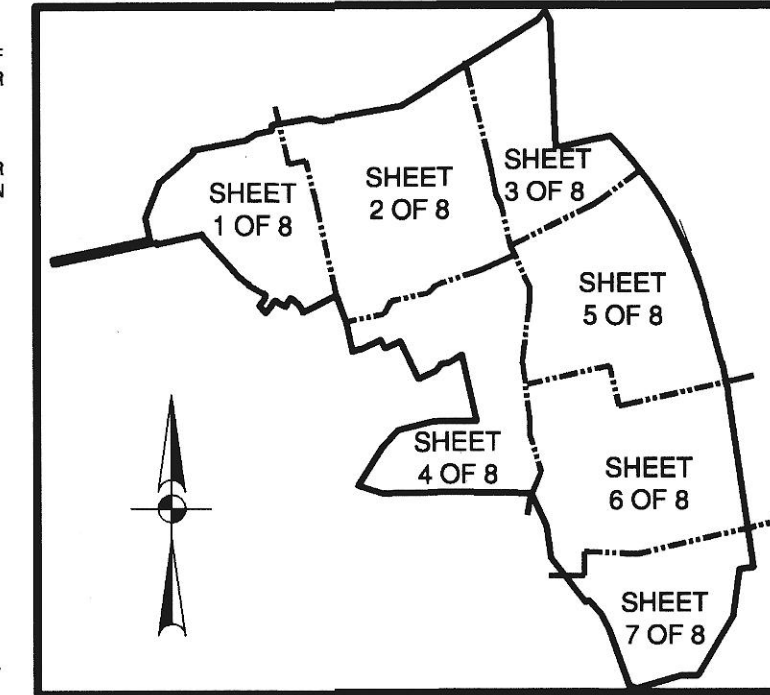 F
R
R
N
SHEET
1 OF 8
SHEET
2 OF 8
SHEET
3 OF 8
SHEET
5 OF 8
SHEET
4 OF 8
SHEET
6 OF 8
SHEET
7 OF 8